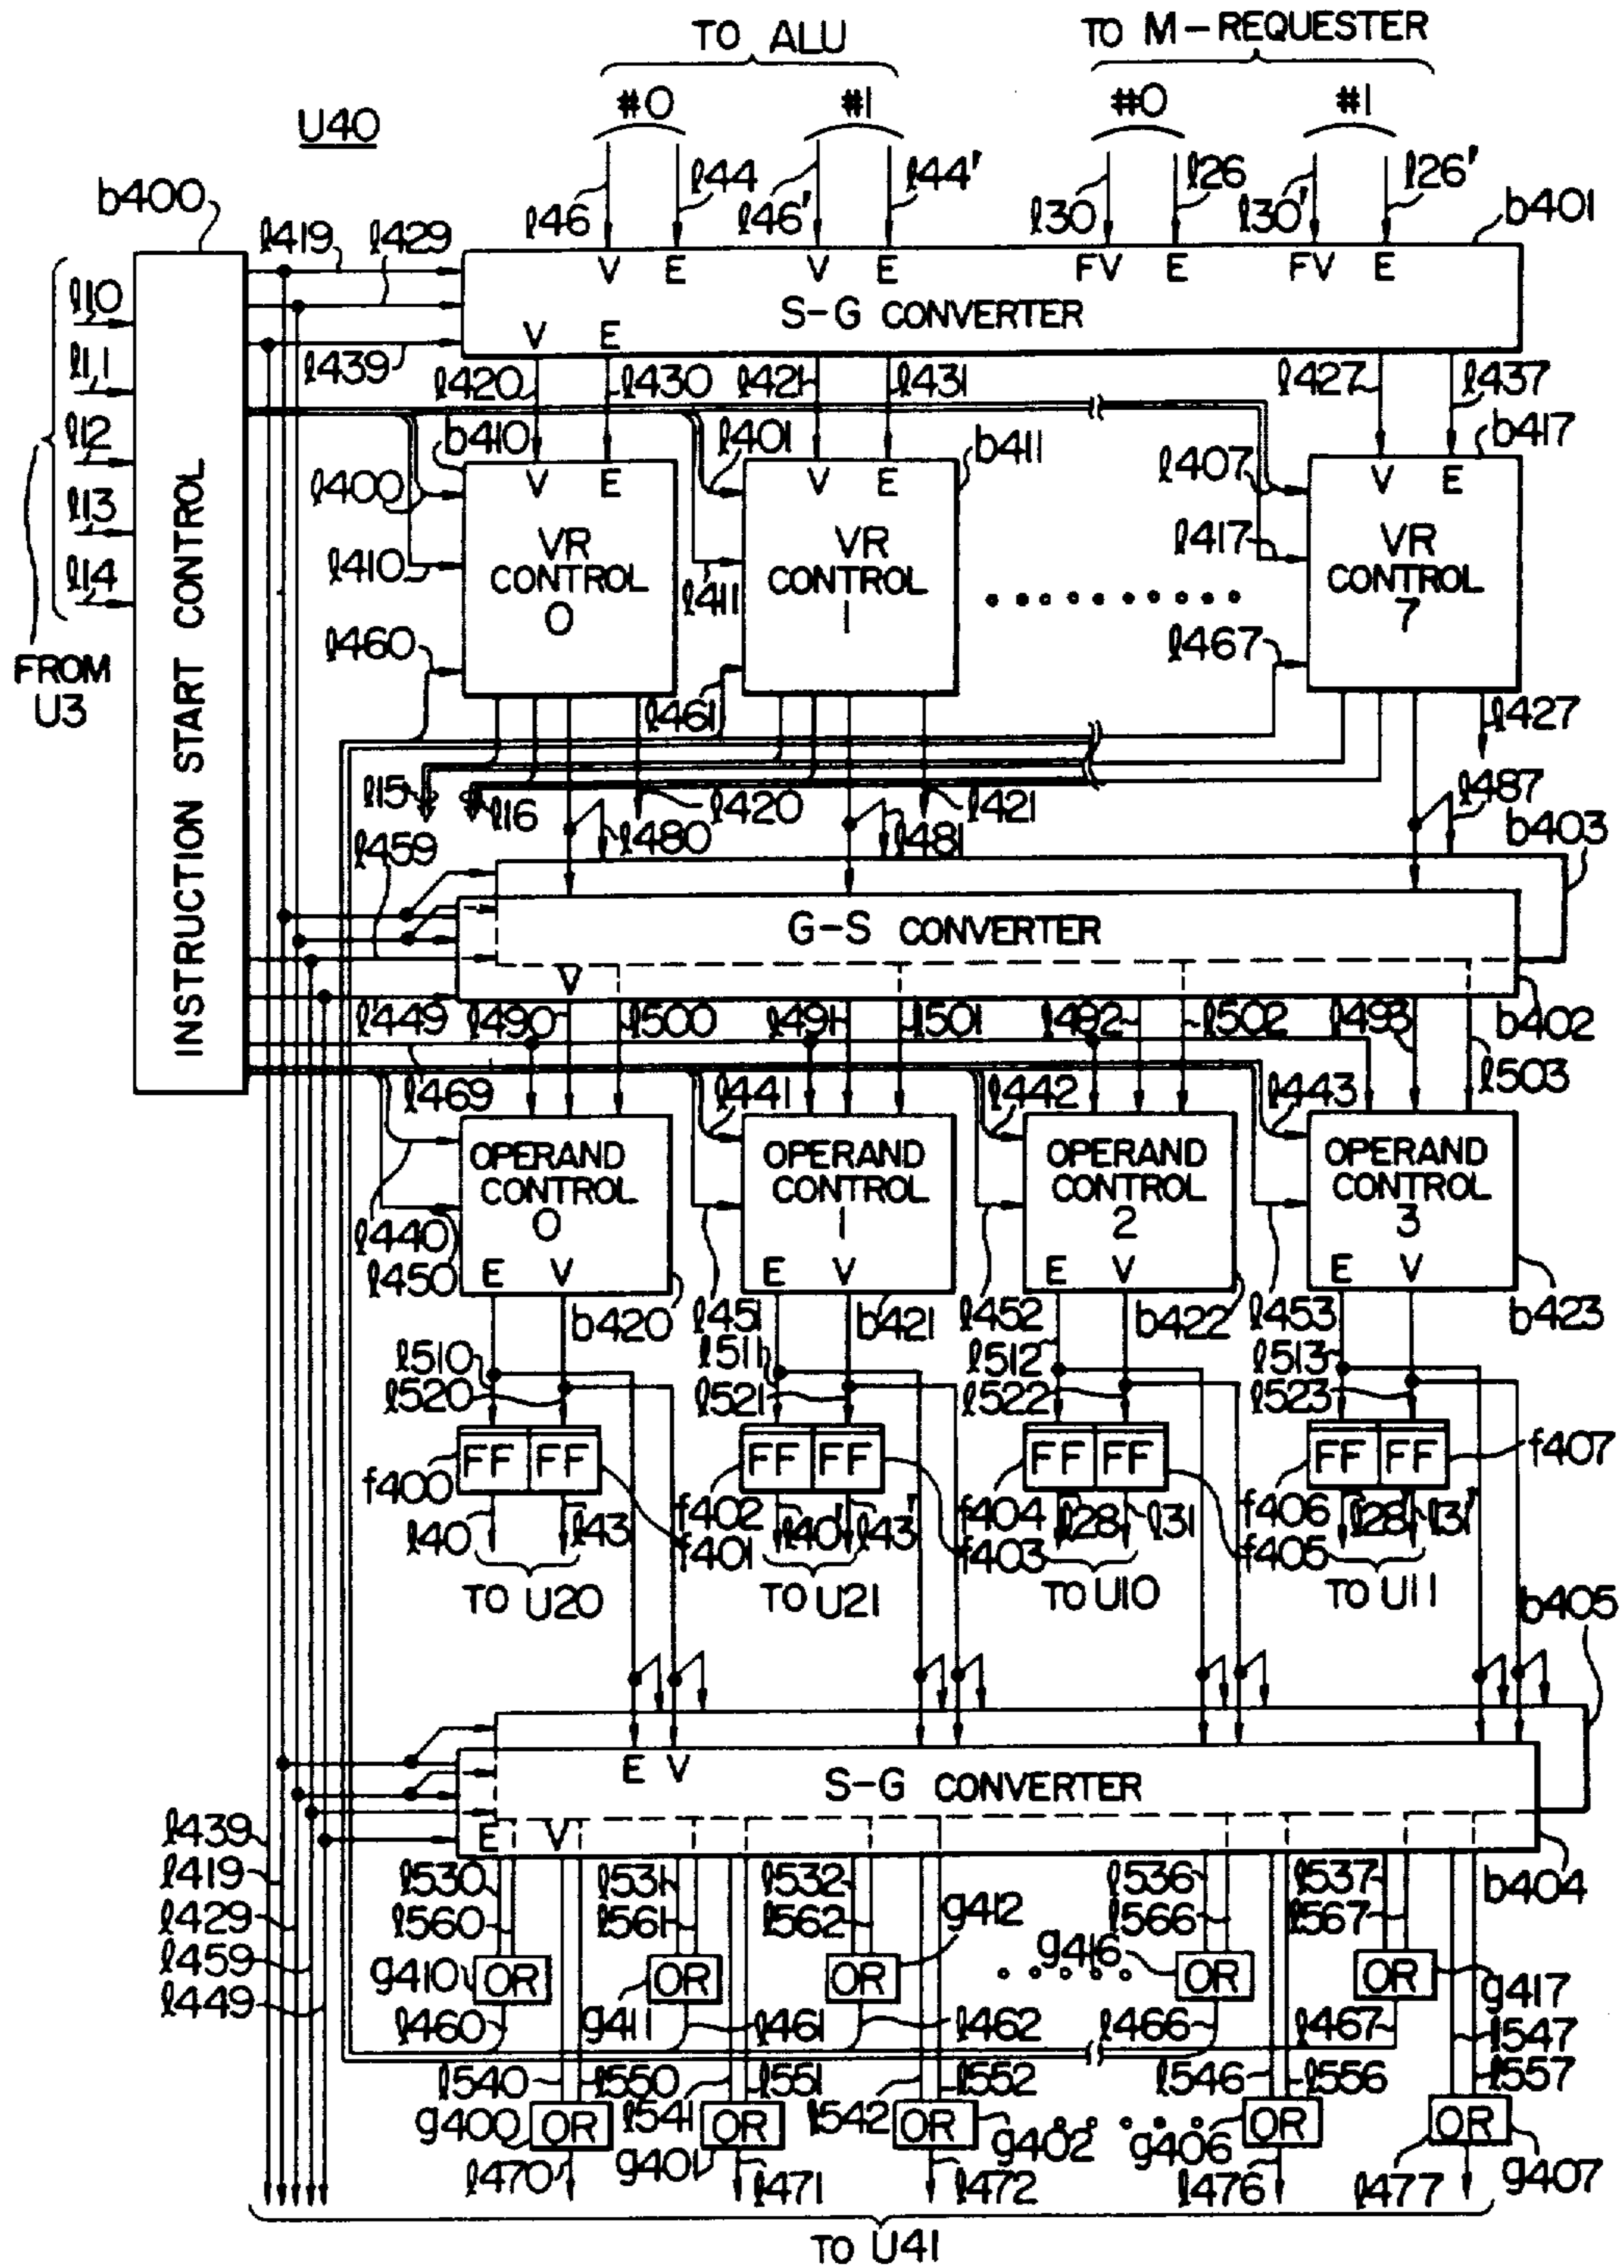 TO ALU
TO M-REQUESTER
#0 #1 #0 #1
U40
l46 l44 l46' l44' l30 l26 l30' l26'
b400
b401
l419 l429
V E V E FV E FV E
S-G CONVERTER
V E
l10
l11
l12
l13
l14
FROM
U3
l439 l420 l430 l421 l431 l427 l437
INSTRUCTION START CONTROL
b410 l401 b411 l407 b417
V E V E V E
l400
VR
CONTROL
0
VR
CONTROL
1
VR
CONTROL
7
l410 l411 l417
l460 l461 l467
l427
l15 l16 l420 l421
l480 l481 l487
b403
l459
G-S CONVERTER
V
b402
l449 l490 l500 l491 l501 l492 l502 l493 l503
l469 l441 l442 l443
OPERAND
CONTROL
0
OPERAND
CONTROL
1
OPERAND
CONTROL
2
OPERAND
CONTROL
3
l440
l450
E V E V E V E V
l451 l452 l453
b420 b421 b422 b423
l510 l511 l512 l513
l520 l521 l522 l523
FF FF FF FF FF FF FF FF
f400 f402 f404 f406 f407
l40 l43 l40' l43' l28 l31 l28' l31'
f401 f403 f405
TO U20 TO U21 TO U10 TO U11
b405
E V
S-G CONVERTER
E V
b404
l439
l419
l429
l459
l449
l530 l531 l532 l536 l537
l560 l561 l562 l566 l567
g412
g410 OR OR OR g416 OR OR
g411 g417
l460 l461 l462 l466 l467
l547
l540 l550 l541 l551 l542 l552 l546 l556 l557
g400 OR OR OR OR OR
g401 g402 g406 g407
l470 l471 l472 l476 l477
TO U41